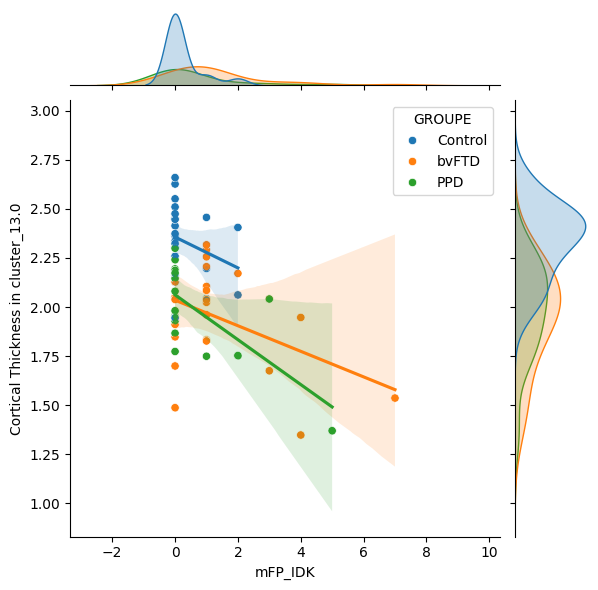 GROUPE
Control
bvFTD
PPD
3.00
2.75
2.50
2.25
2.00
1.75
1.50
1.25
1.00
Cortical Thickness in cluster_13.0
−2
0
2
4
6
8
10
mFP_IDK